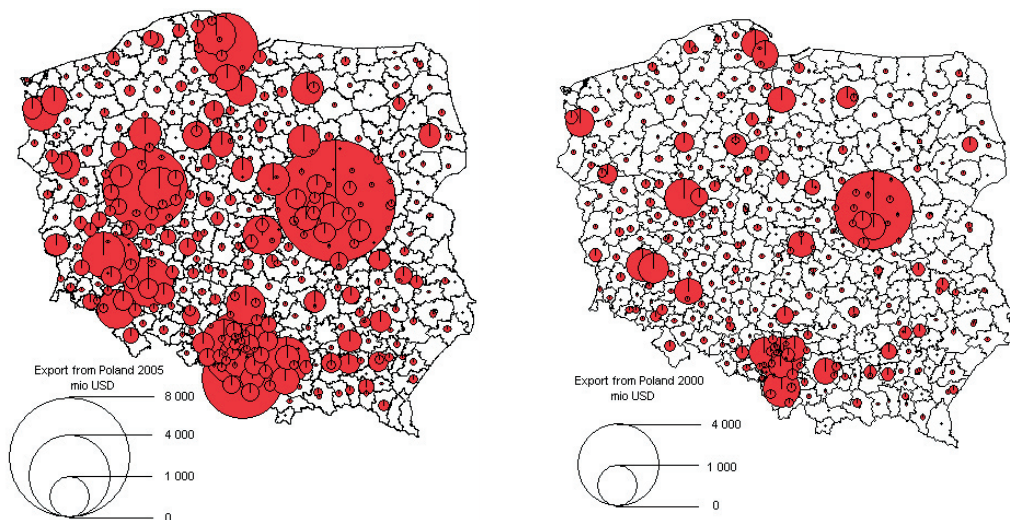 Export from Poland 2005
mio USD
8 000
4 000
1 000
0
Export from Poland 2000
mio USD
4 000
1 000
0